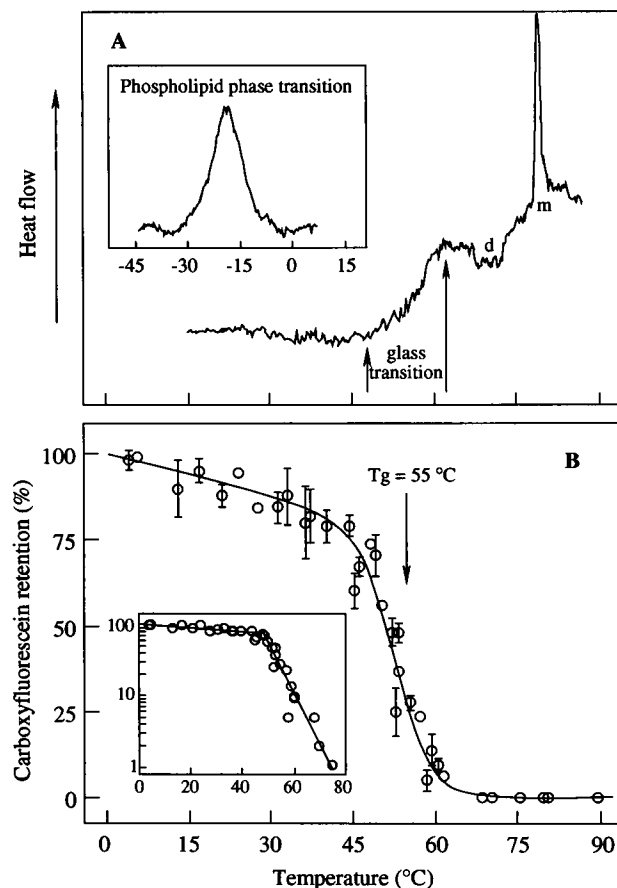 A
Phospholipid phase transition
-45 -30 -15 0 15
Heat flow
m
d
glass
transition
B
100
75
50
25
0
Carboxyfluorescein retention (%)
Tg = 55 °C
100
10
1
0 20 40 60 80
0 15 30 45 60 75 90
Temperature (°C)